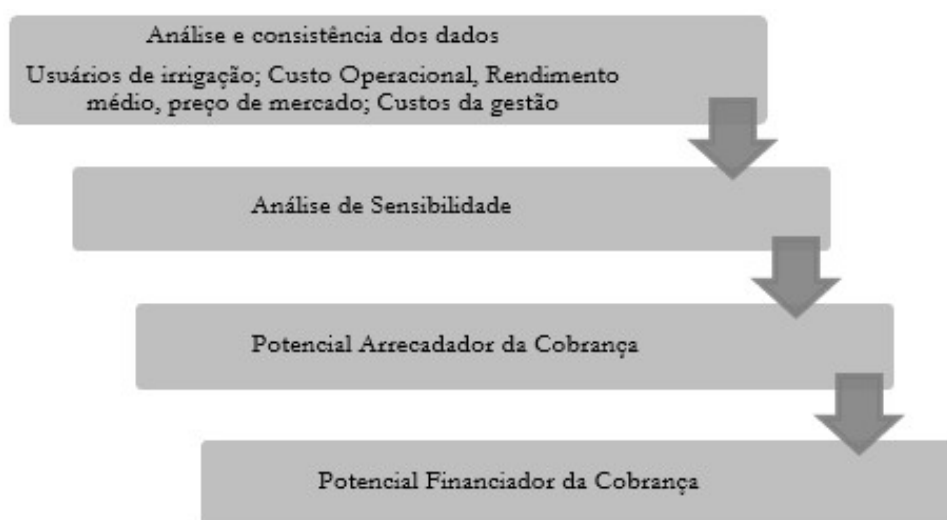 Análise e consistência dos dados
Usuários de irrigação; Custo Operacional, Rendimento
médio, preço de mercado; Custos da gestão
Análise de Sensibilidade
Potencial Arrecadador da Cobrança
Potencial Financiador da Cobrança